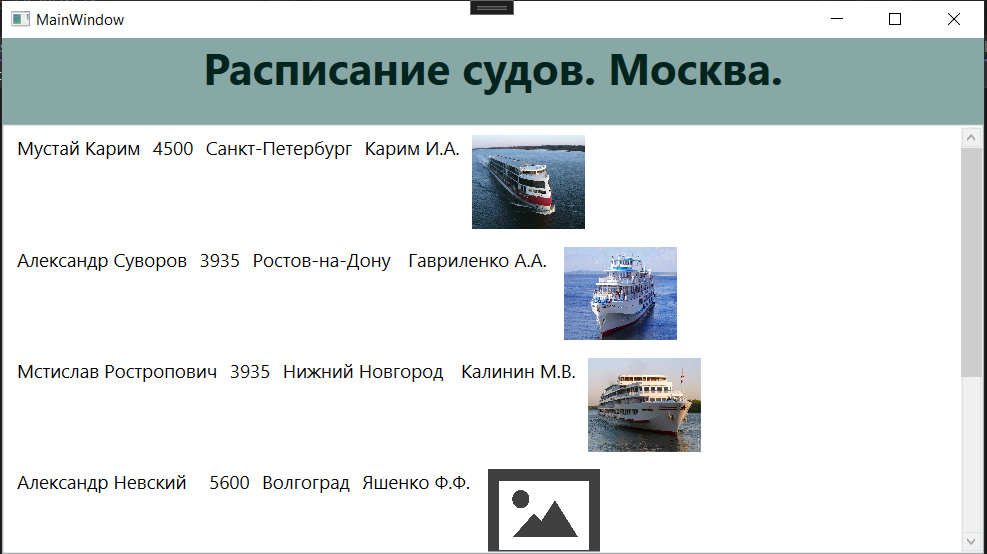 MainWindow
Расписание судов. Москва.
Мустай Карим 4500 Санкт-Петербург Карим И.А.
Александр Суворов 3935 Ростов-на-Дону Гавриленко А.А.
Мстислав Ростропович 3935 Нижний Новгород Калинин М.В.
Александр Невский 5600 Волгоград Яшенко Ф.Ф.